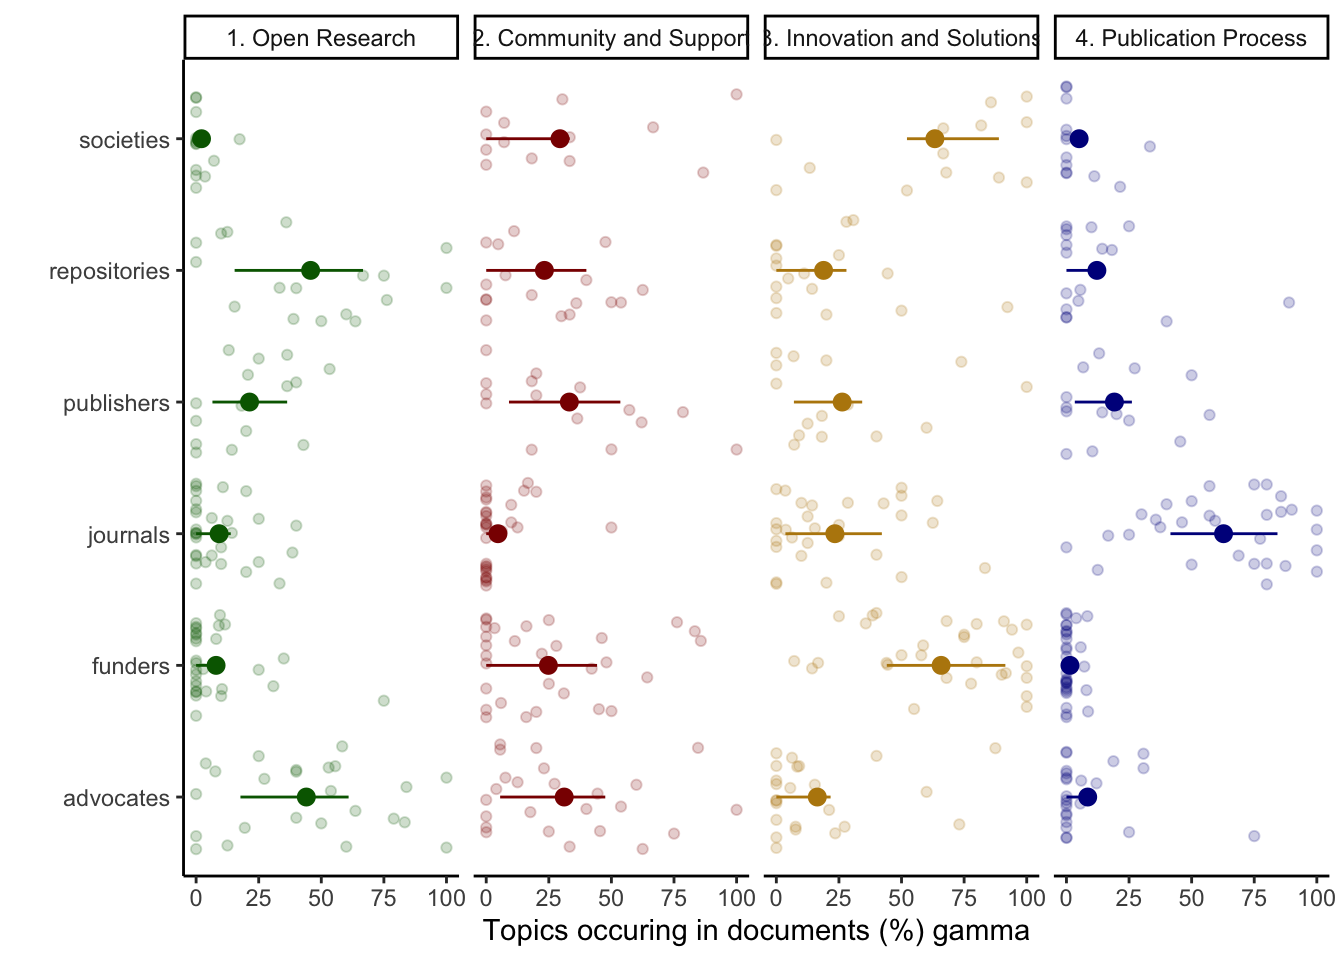 1. Open Research
2. Community and Support
3. Innovation and Solutions
4. Publication Process
societies
repositories
publishers
journals
funders
advocates
0 25 50 75 100
0 25 50 75 100
0 25 50 75 100
0 25 50 75 100
Topics occuring in documents (%) gamma